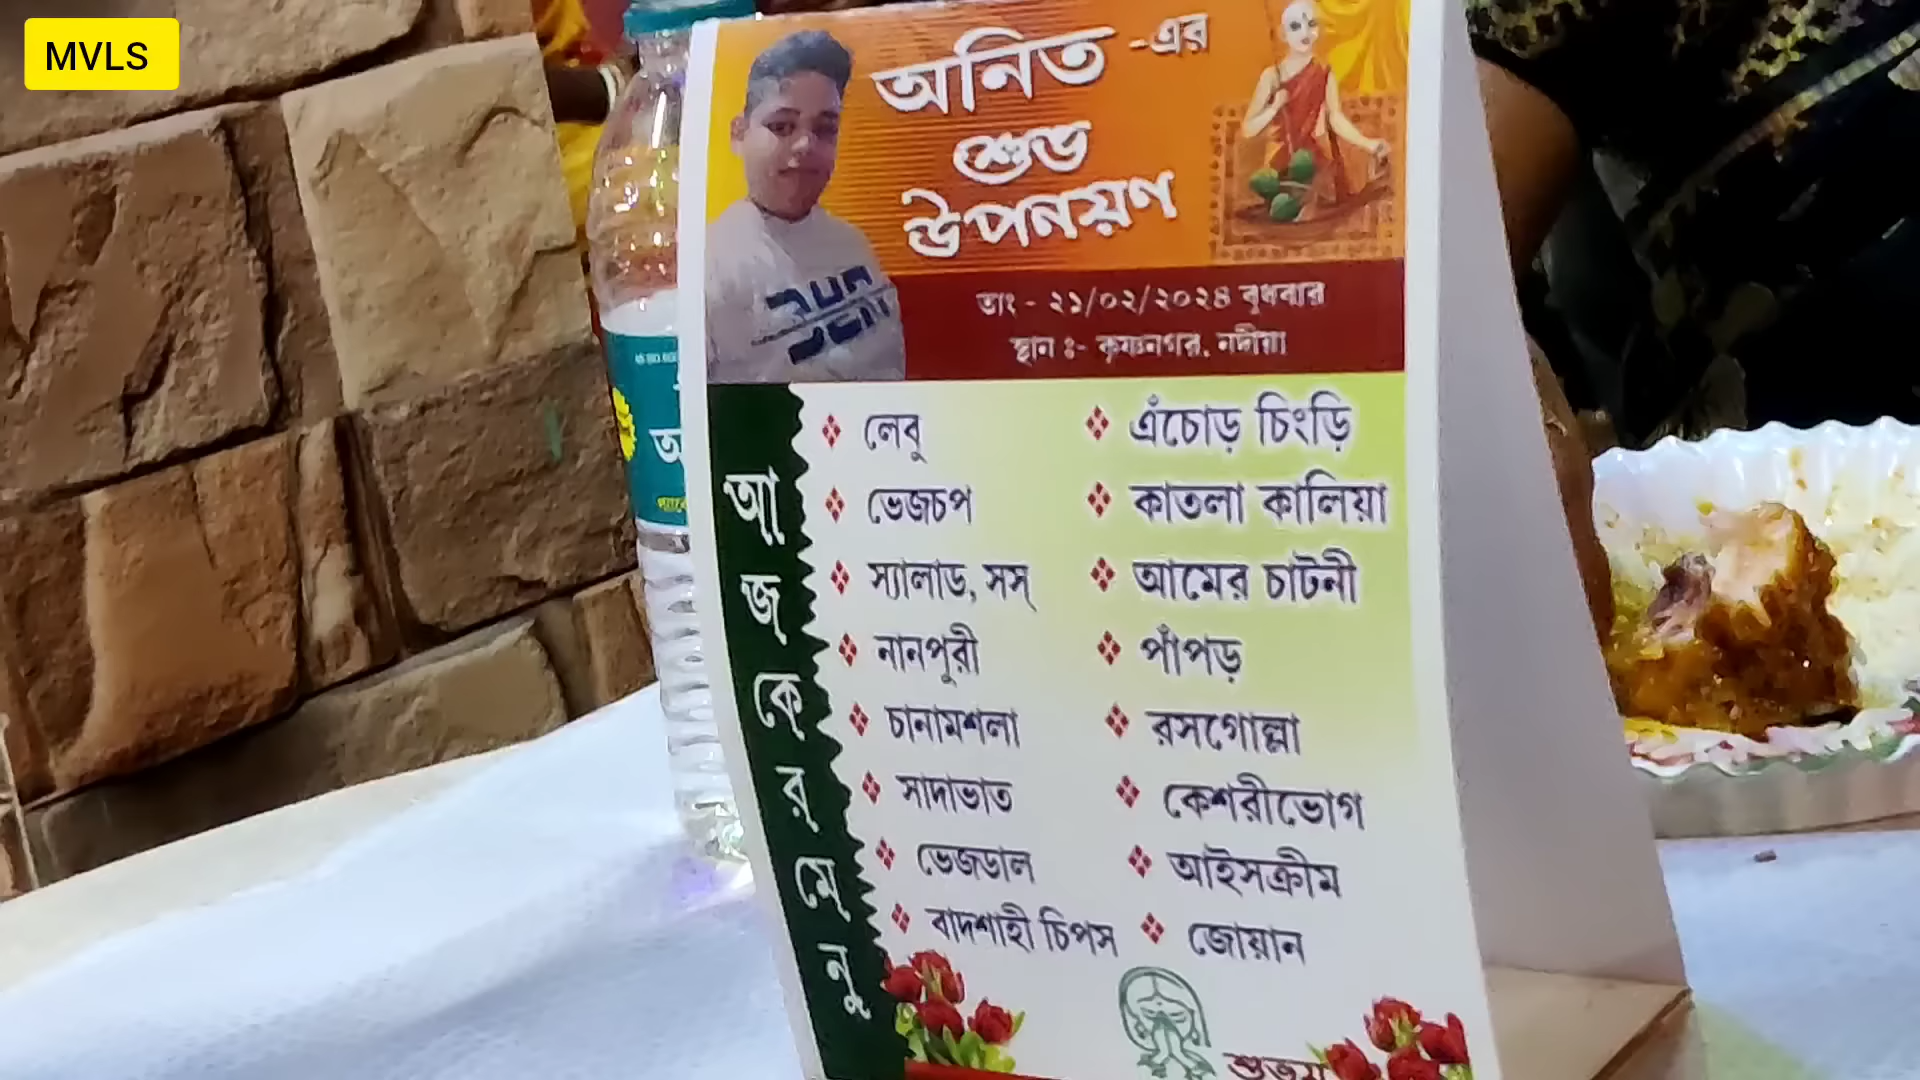 MVLS
অনিত -এর
শুভ
উপনয়ণ
তাং - ২১/০২/২০২৪ বুধবার
স্থান ঃ- কৃষ্ণনগর, নদীয়া
আজকের মেনু
লেবু
ভেজচপ
স্যালাড, সস্
নানপুরী
চানামশলা
সাদাভাত
ভেজডাল
বাদশাহী চিপস
এঁচোড় চিংড়ি
কাতলা কালিয়া
আমের চাটনী
পাঁপড়
রসগোল্লা
কেশরীভোগ
আইসক্রীম
জোয়ান